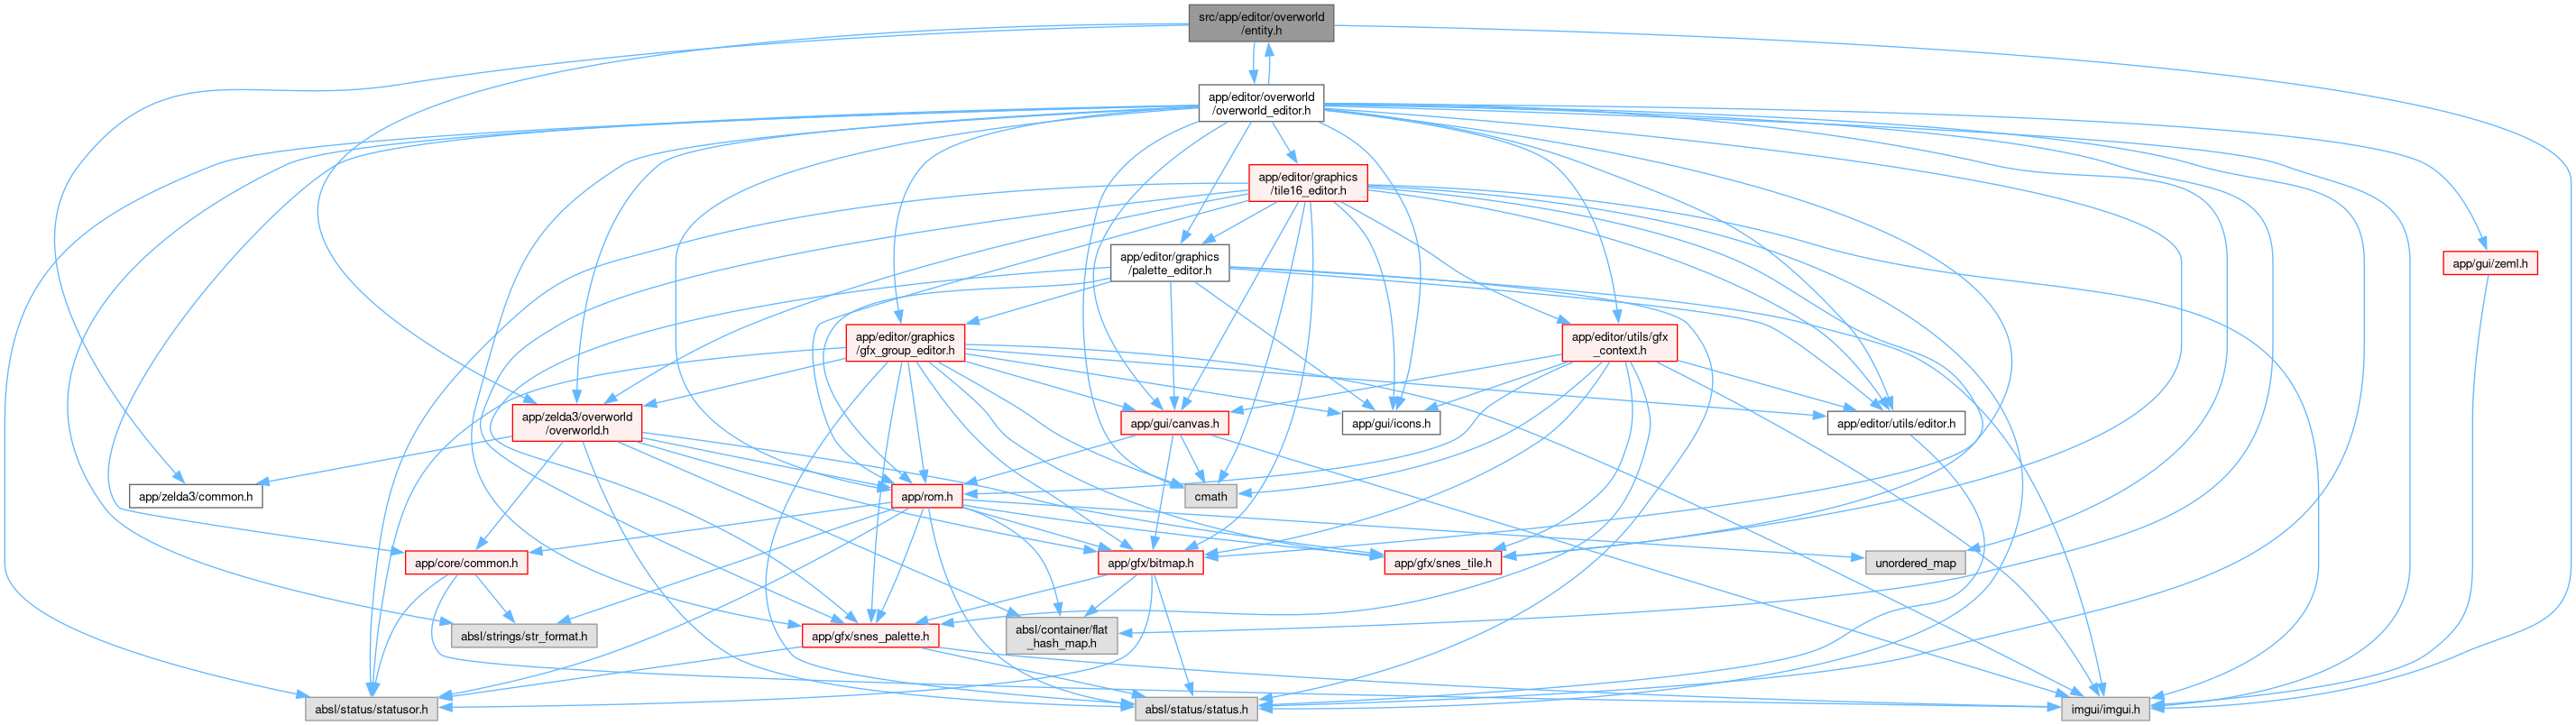 src/app/editor/overworld
/entity.h
app/editor/overworld
/overworld_editor.h
app/editor/graphics
/tile16_editor.h
app/editor/graphics
/palette_editor.h
app/gui/zeml.h
app/editor/graphics
/gfx_group_editor.h
app/editor/utils/gfx
_context.h
app/zelda3/overworld
/overworld.h
app/gui/canvas.h
app/gui/icons.h
app/editor/utils/editor.h
app/zelda3/common.h
app/rom.h
cmath
app/core/common.h
app/gfx/bitmap.h
app/gfx/snes_tile.h
unordered_map
absl/strings/str_format.h
app/gfx/snes_palette.h
absl/container/flat
_hash_map.h
absl/status/statusor.h
absl/status/status.h
imgui/imgui.h